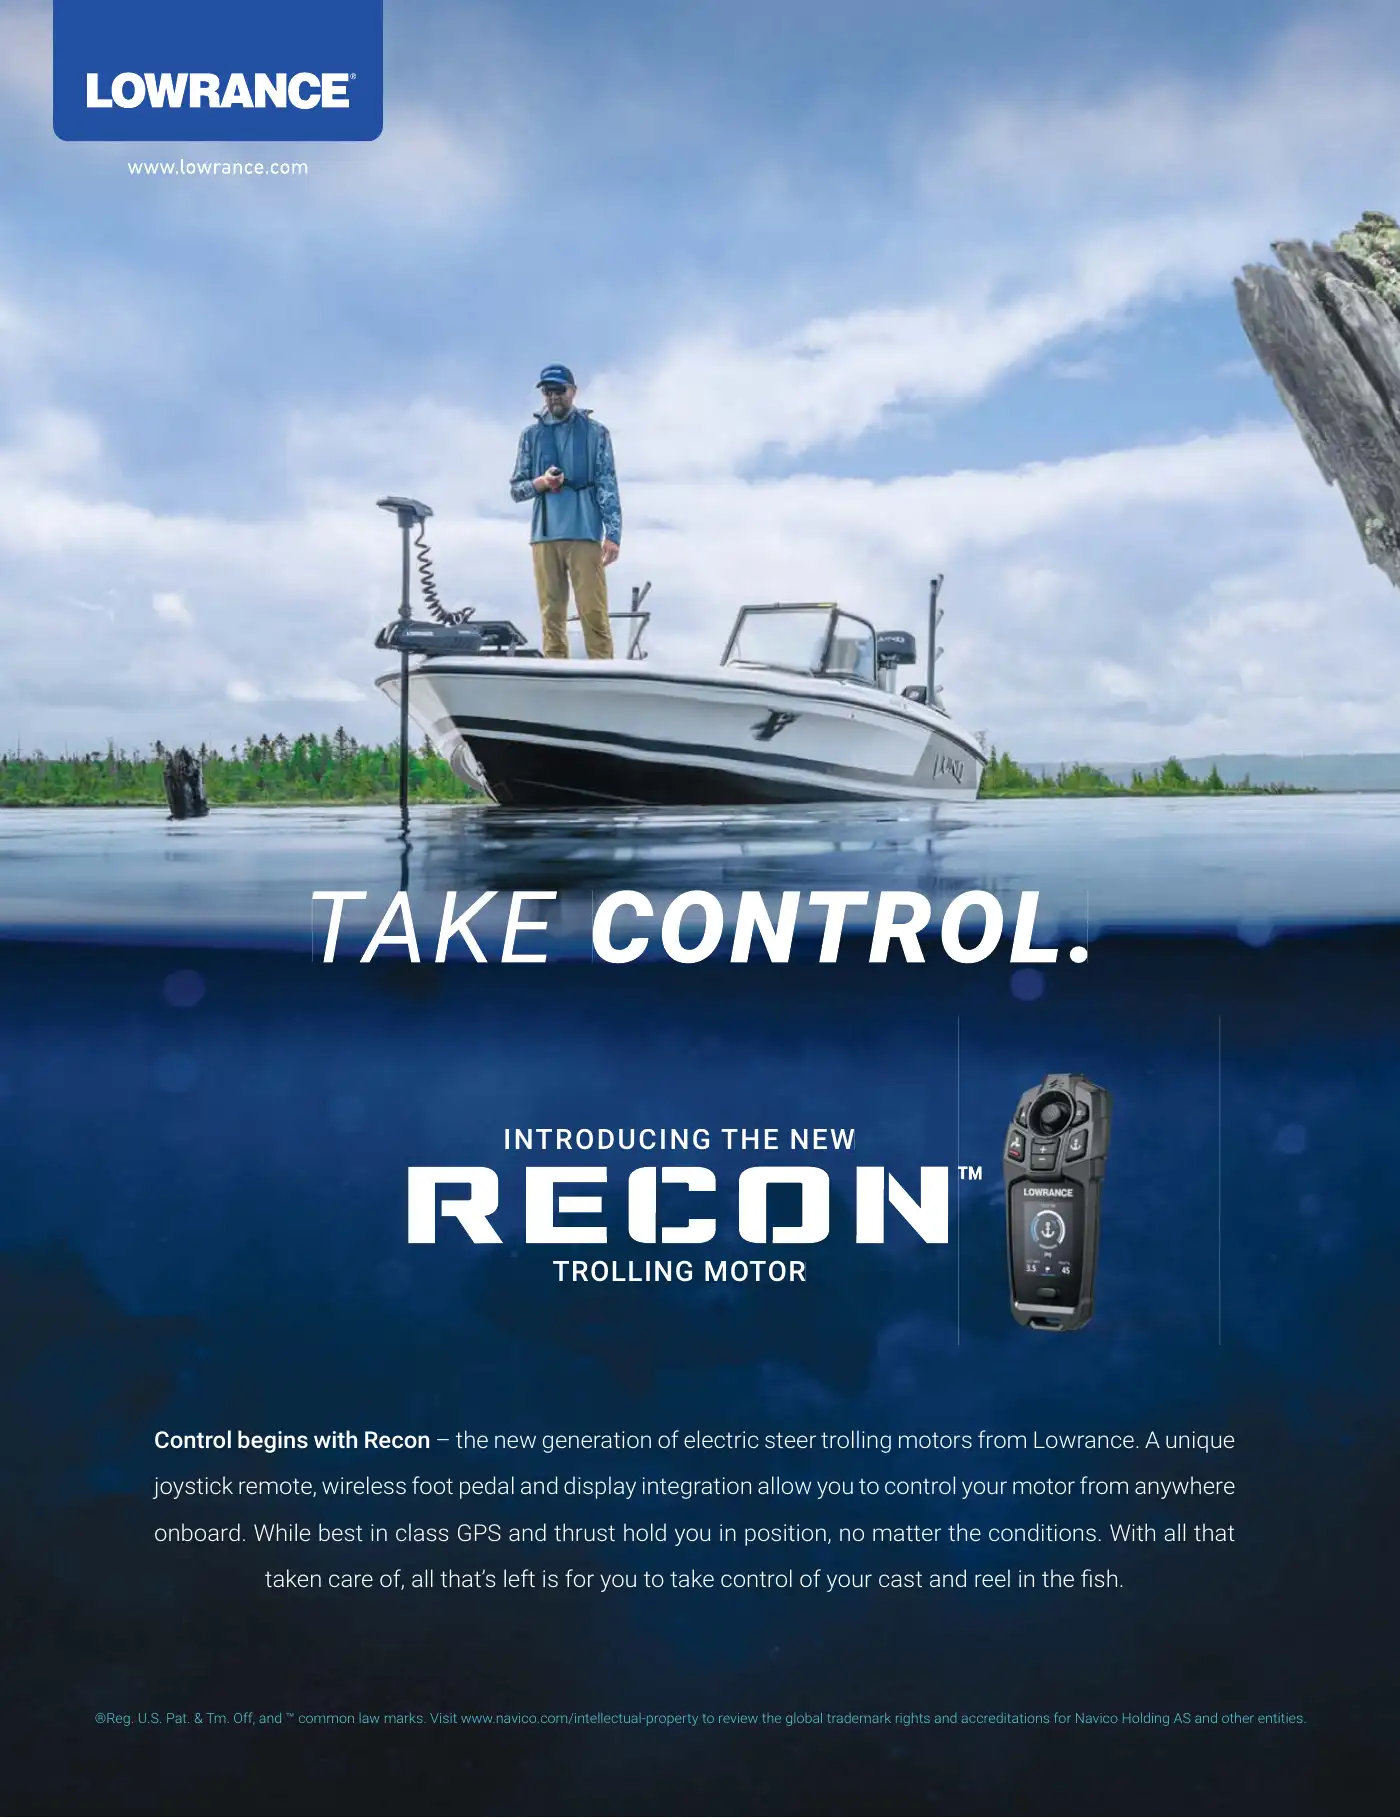 LOWRANCE®
www.lowrance.com
TAKE CONTROL.
INTRODUCING THE NEW
RECON™
TROLLING MOTOR
LOWRANCE
3.5 45
Control begins with Recon – the new generation of electric steer trolling motors from Lowrance. A unique
joystick remote, wireless foot pedal and display integration allow you to control your motor from anywhere
onboard. While best in class GPS and thrust hold you in position, no matter the conditions. With all that
taken care of, all that’s left is for you to take control of your cast and reel in the fish.
®Reg. U.S. Pat. & Tm. Off, and ™ common law marks. Visit www.navico.com/intellectual-property to review the global trademark rights and accreditations for Navico Holding AS and other entities.